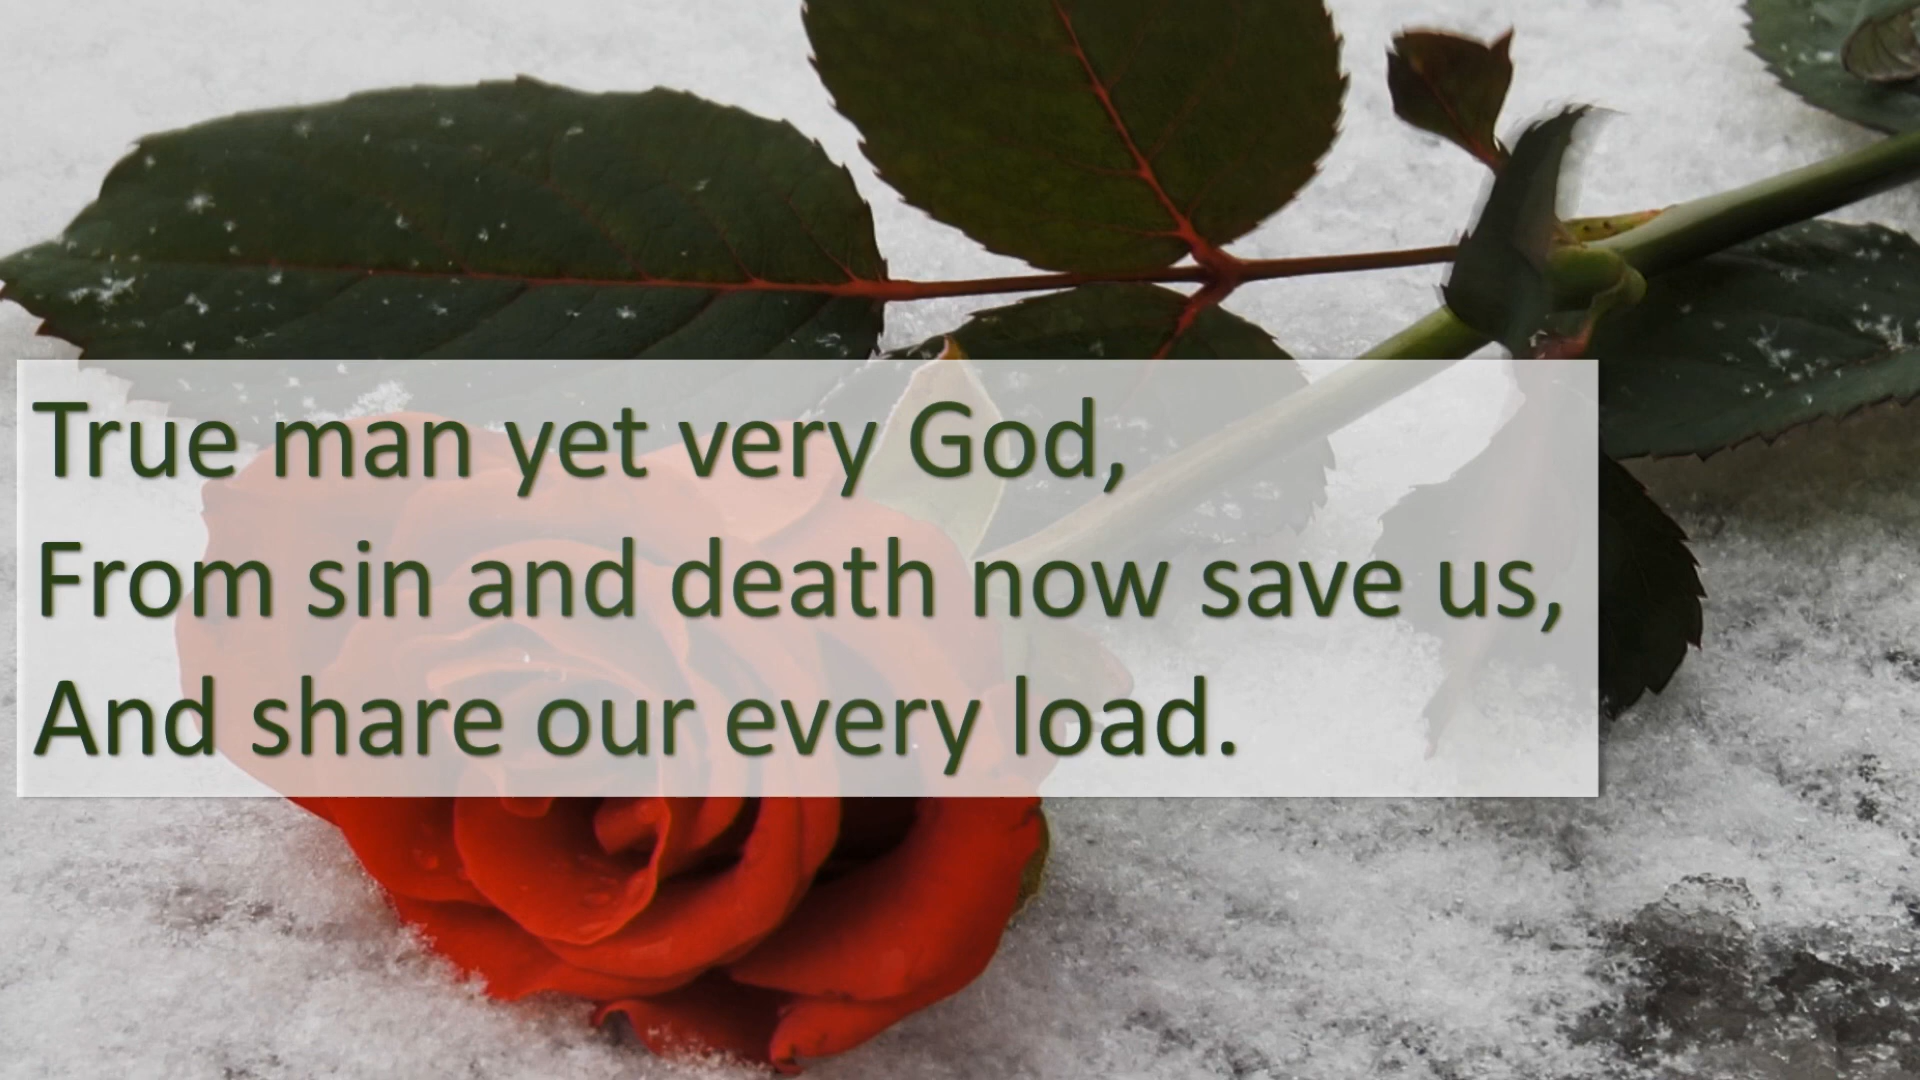 True man yet very God,
From sin and death now save us,
And share our every load.